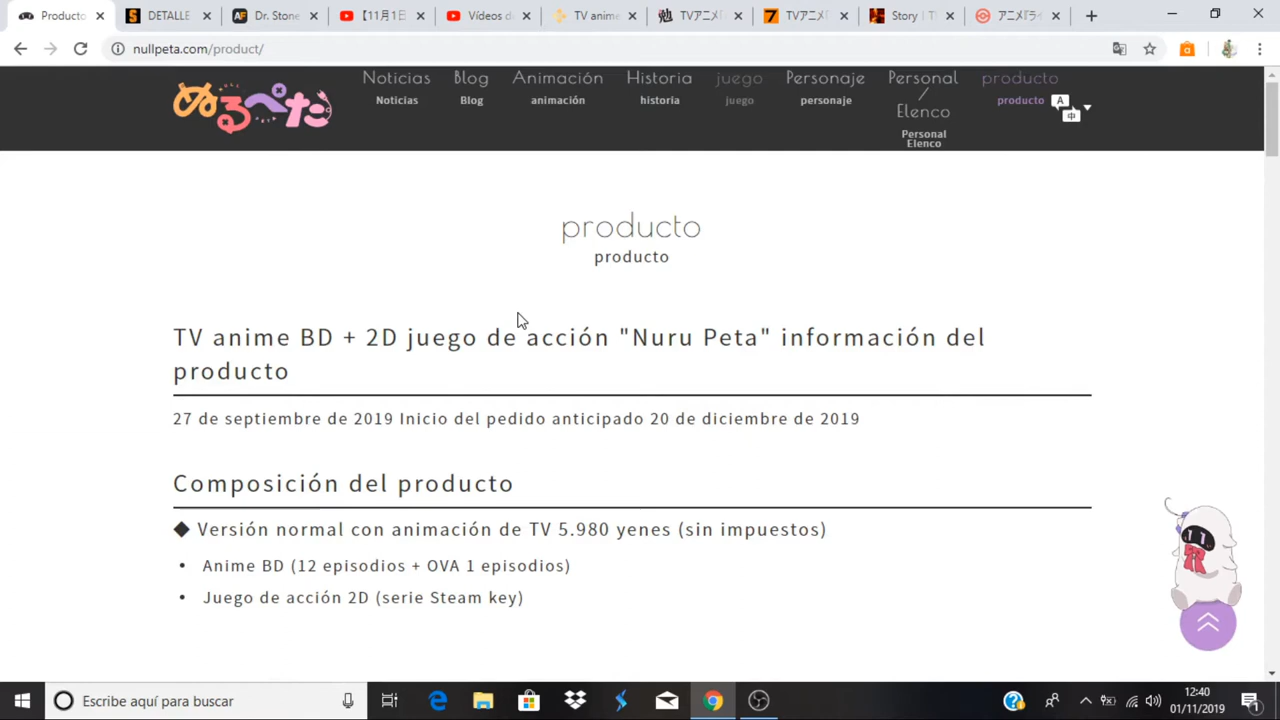 Producto
DETALLE
Dr. Stone
【11月1日
Vídeos d
TV anime
TVアニメ
TVアニメ
Story | T
アニメ『ラ
nullpeta.com/product/
ぬるぺた
Noticias Blog Animación Historia juego Personaje Personal / Elenco producto
Noticias Blog animación historia juego personaje Personal Elenco producto
A
中
producto
producto
TV anime BD + 2D juego de acción "Nuru Peta" información del
producto
27 de septiembre de 2019 Inicio del pedido anticipado 20 de diciembre de 2019
Composición del producto
◆ Versión normal con animación de TV 5.980 yenes (sin impuestos)
• Anime BD (12 episodios + OVA 1 episodios)
• Juego de acción 2D (serie Steam key)
Escribe aquí para buscar
12:40
01/11/2019